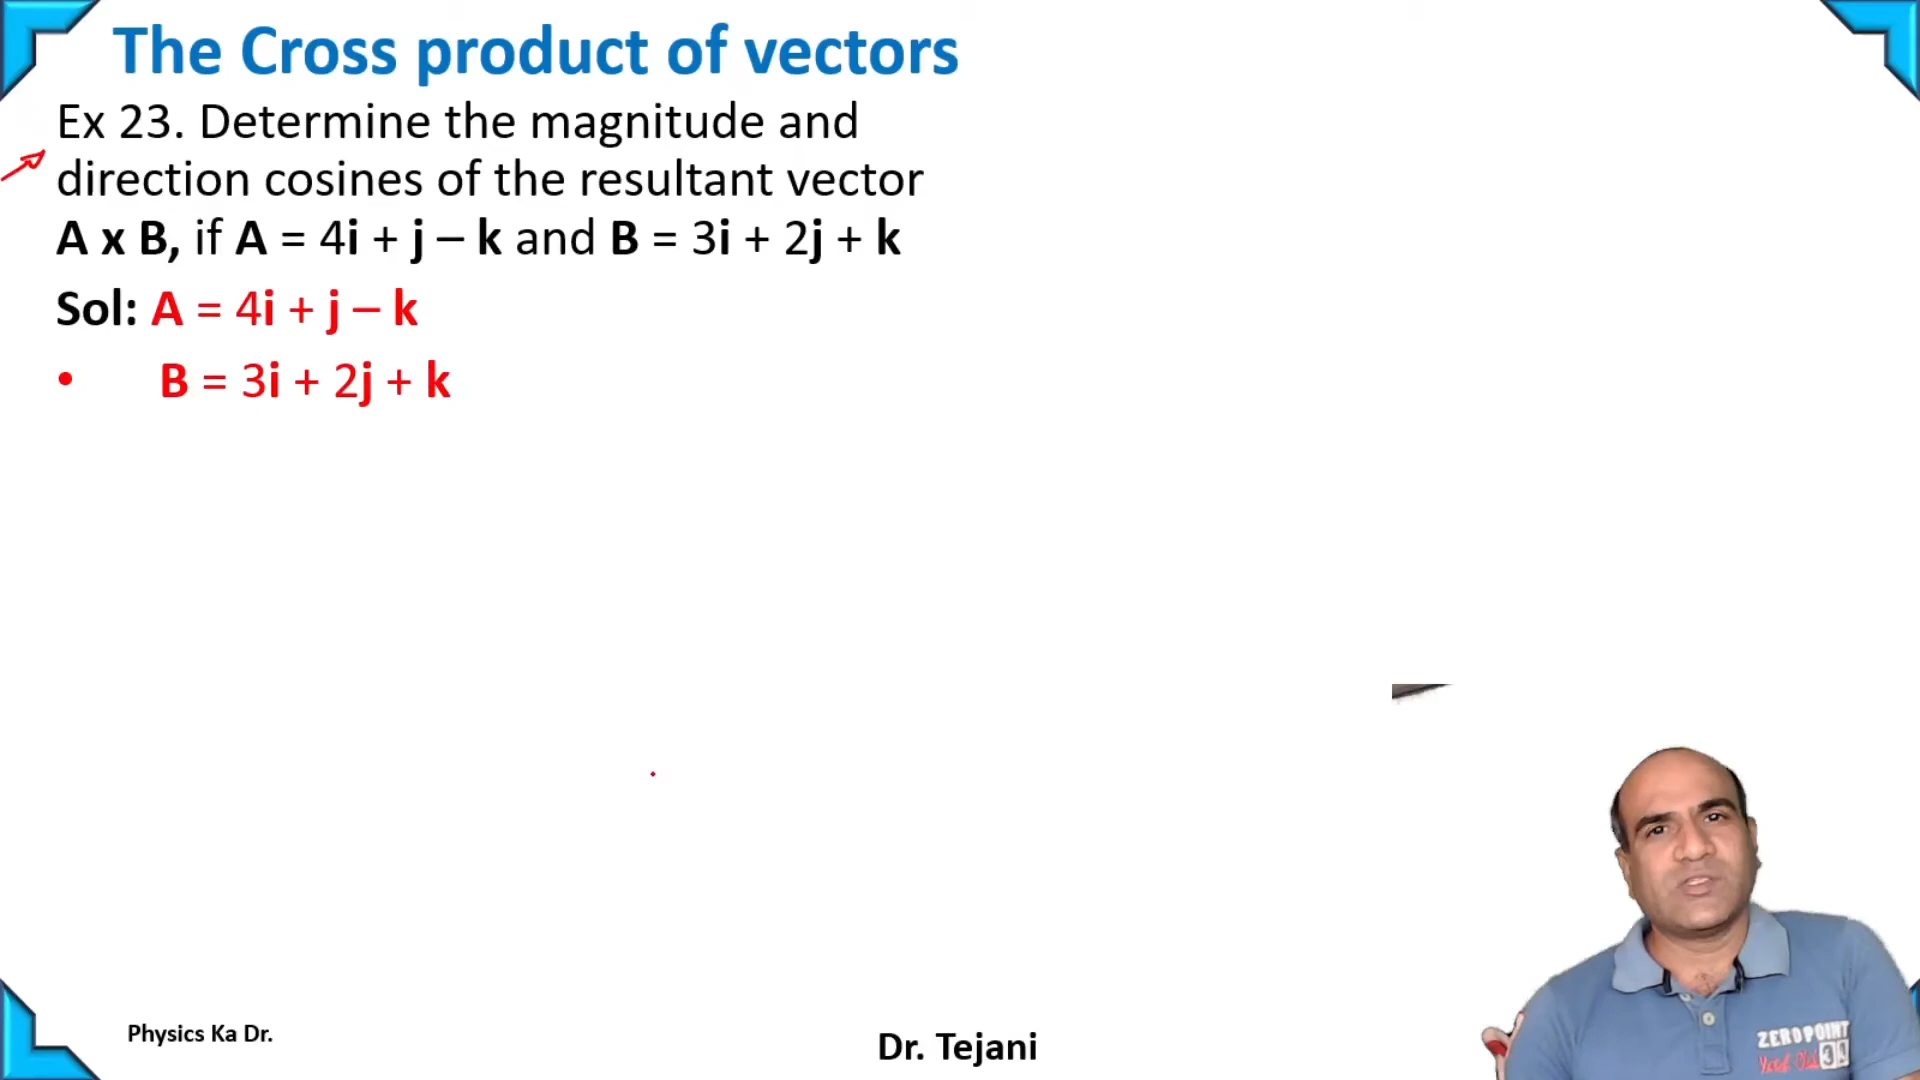 The Cross product of vectors
Ex 23. Determine the magnitude and
direction cosines of the resultant vector
A x B, if A = 4i + j – k and B = 3i + 2j + k
Sol: A = 4i + j – k
• B = 3i + 2j + k
Physics Ka Dr.
Dr. Tejani
ZEROPOINT